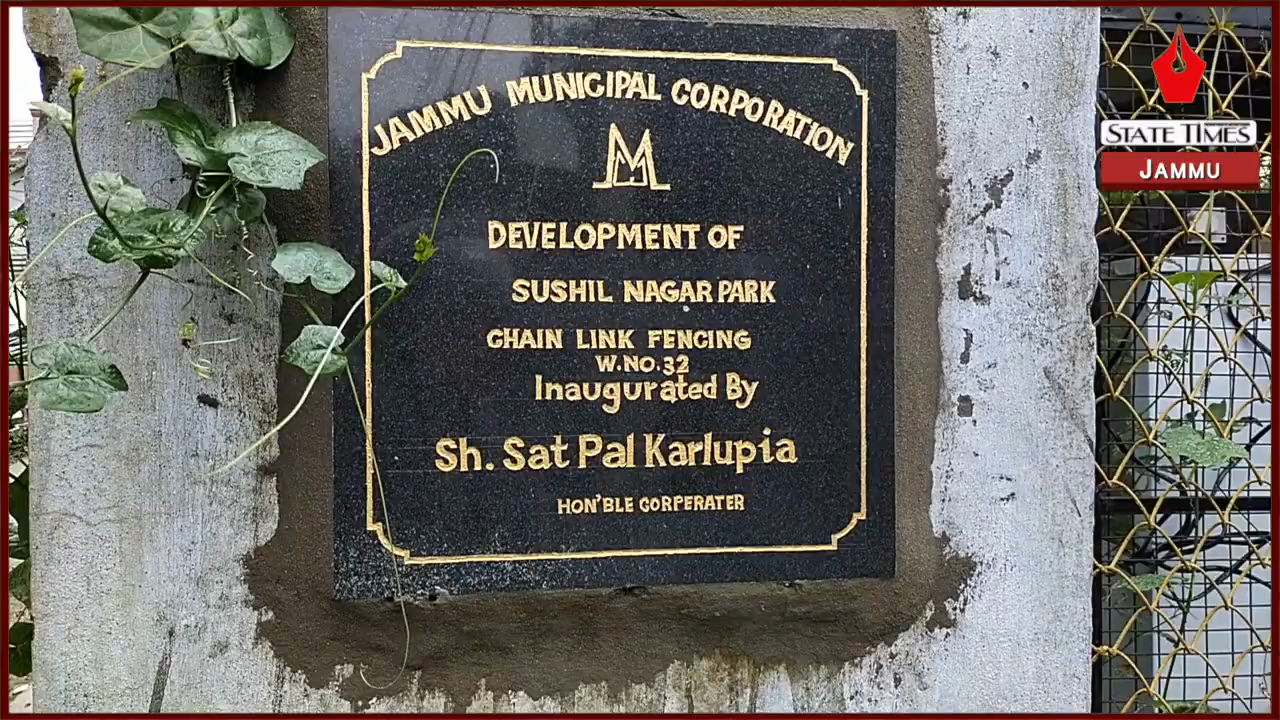 JAMMU MUNICIPAL CORPORATION
JMC
DEVELOPMENT OF
SUSHIL NAGAR PARK
CHAIN LINK FENCING
W.NO.32
Inaugurated By
Sh. Sat Pal Karlupia
HON'BLE CORPERATER
STATE TIMES
JAMMU